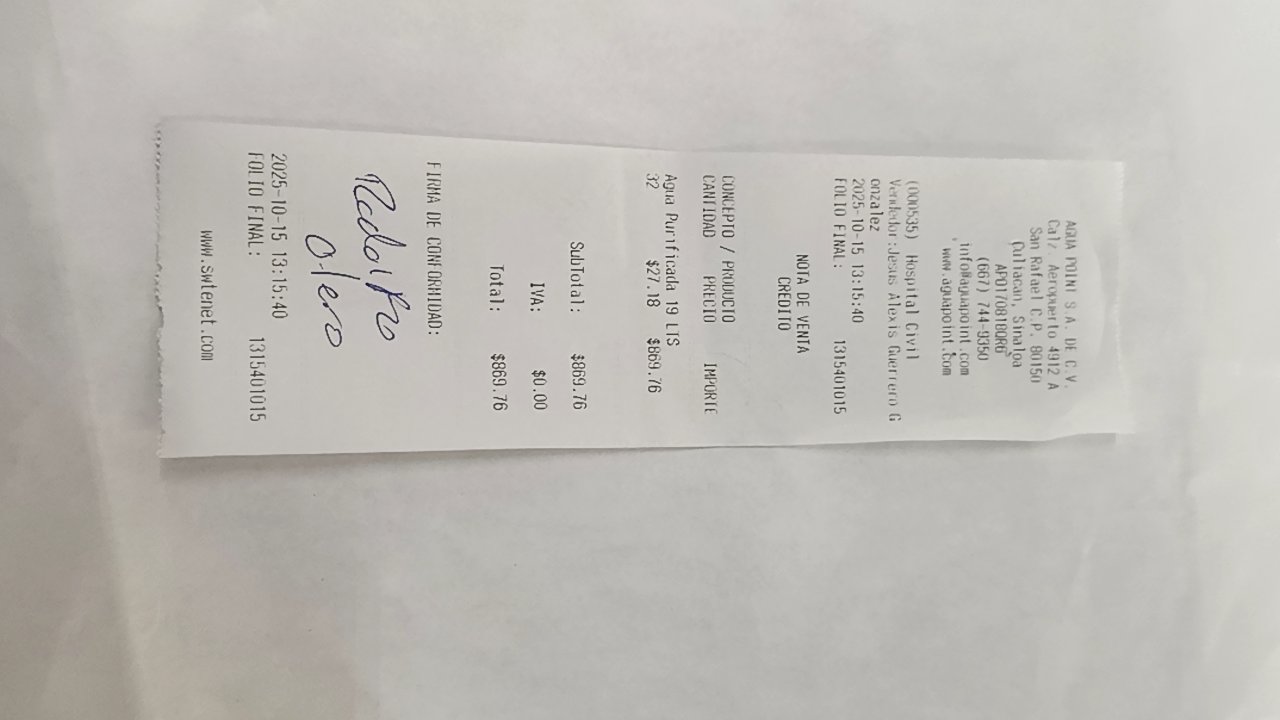 AGUA POINT S.A. DE C.V.
Calz. Aeropuerto 4912 A
San Rafael C.P. 80150
Culiacan, Sinaloa
APO170818QR6
(667) 744-9350
info@aguapoint.com
www.aguapoint.com
(000535) Hospital Civil
Vendedor:Jesus Alexis Guerrero G
onzalez
2025-10-15 13:15:40
FOLIO FINAL: 1315401015
NOTA DE VENTA
CREDITO
CONCEPTO / PRODUCTO
CANTIDAD PRECIO IMPORTE
Agua Purificada 19 LTS
32 $27.18 $869.76
SubTotal: $869.76
IVA: $0.00
Total: $869.76
FIRMA DE CONFORMIDAD:
2025-10-15 13:15:40
FOLIO FINAL: 1315401015
www.swtenet.com